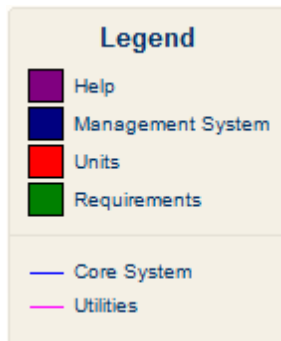 Legend
Help
Management System
Units
Requirements
Core System
Utilities